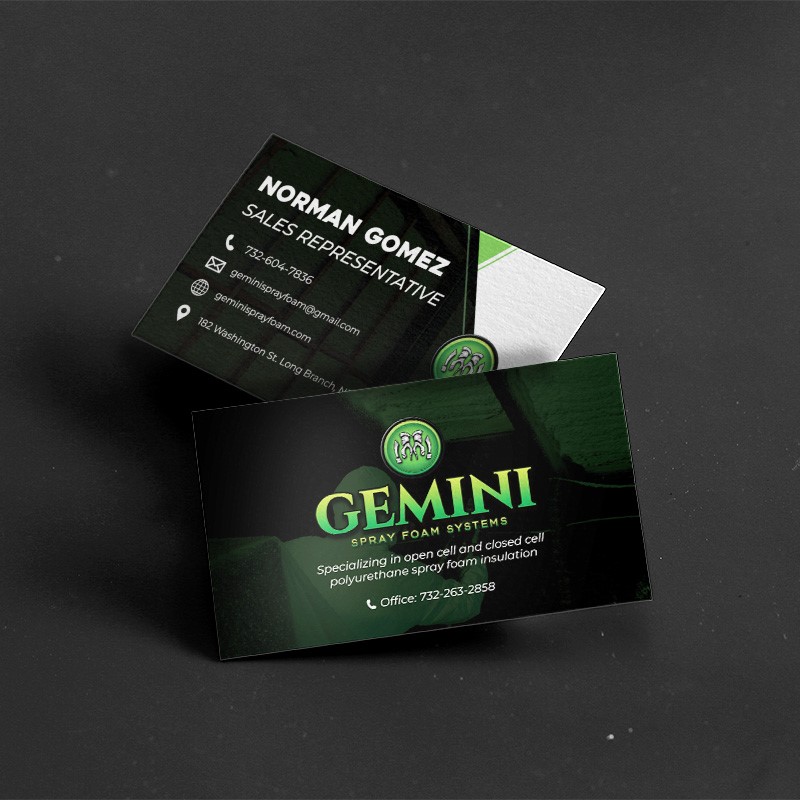 NORMAN GOMEZ
SALES REPRESENTATIVE
732-604-7836
geminisprayfoam@gmail.com
geminisprayfoam.com
182 Washington St. Long Branch,
GEMINI
SPRAY FOAM SYSTEMS
Specializing in open cell and closed cell
polyurethane spray foam insulation
Office: 732-263-2858